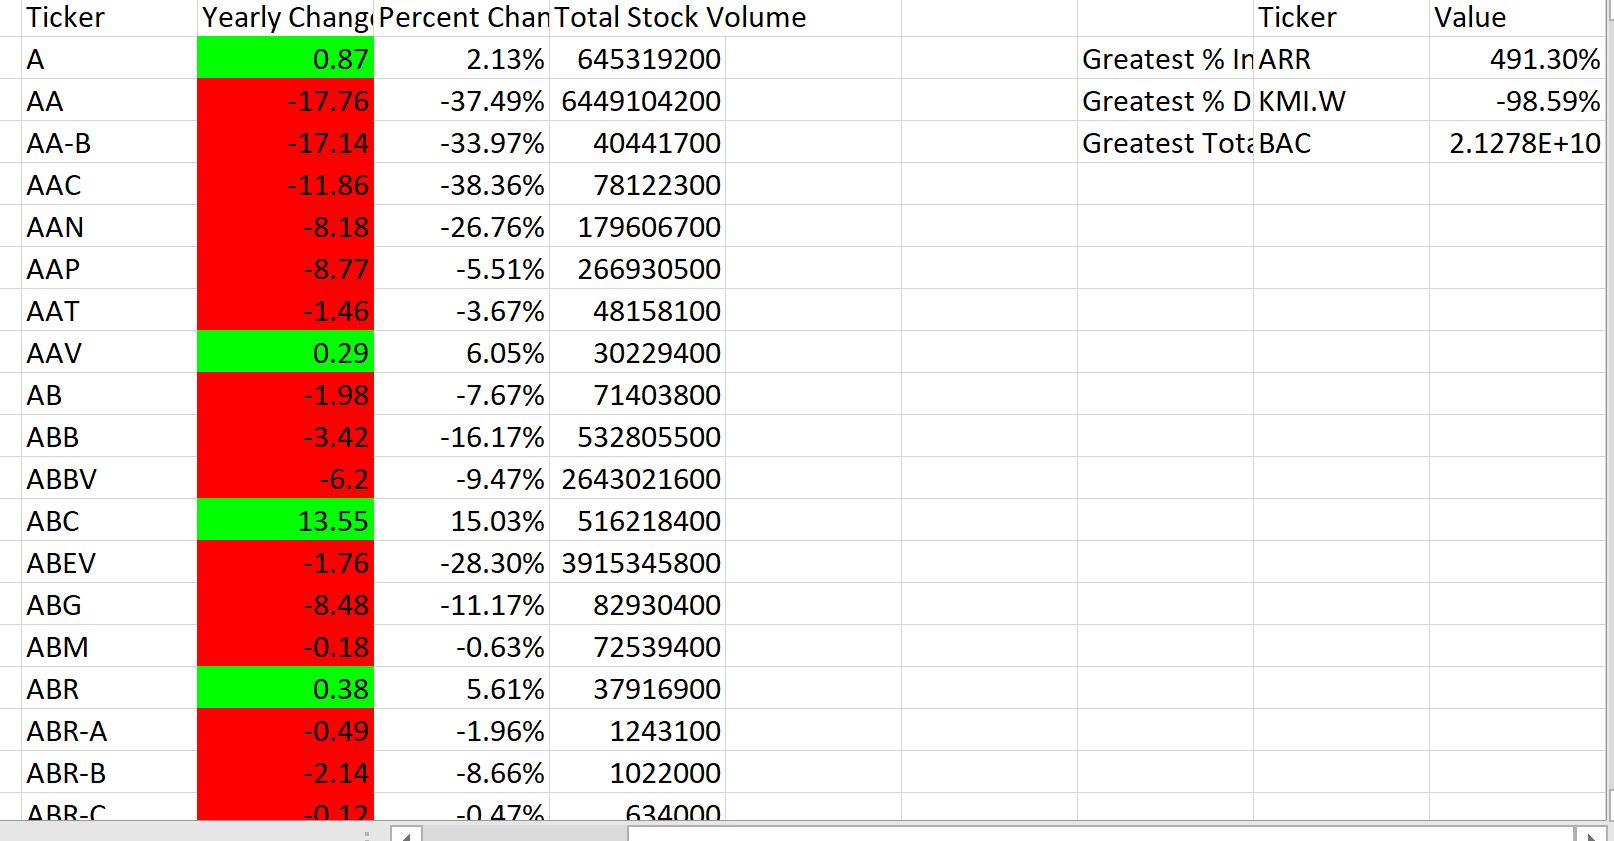 Ticker Yearly Change Percent Chan Total Stock Volume Ticker Value
A 0.87 2.13% 645319200 Greatest % In ARR 491.30%
AA -17.76 -37.49% 6449104200 Greatest % D KMI.W -98.59%
AA-B -17.14 -33.97% 40441700 Greatest Tota BAC 2.1278E+10
AAC -11.86 -38.36% 78122300
AAN -8.18 -26.76% 179606700
AAP -8.77 -5.51% 266930500
AAT -1.46 -3.67% 48158100
AAV 0.29 6.05% 30229400
AB -1.98 -7.67% 71403800
ABB -3.42 -16.17% 532805500
ABBV -6.2 -9.47% 2643021600
ABC 13.55 15.03% 516218400
ABEV -1.76 -28.30% 3915345800
ABG -8.48 -11.17% 82930400
ABM -0.18 -0.63% 72539400
ABR 0.38 5.61% 37916900
ABR-A -0.49 -1.96% 1243100
ABR-B -2.14 -8.66% 1022000
ABR-C -0.12 -0.47% 634000